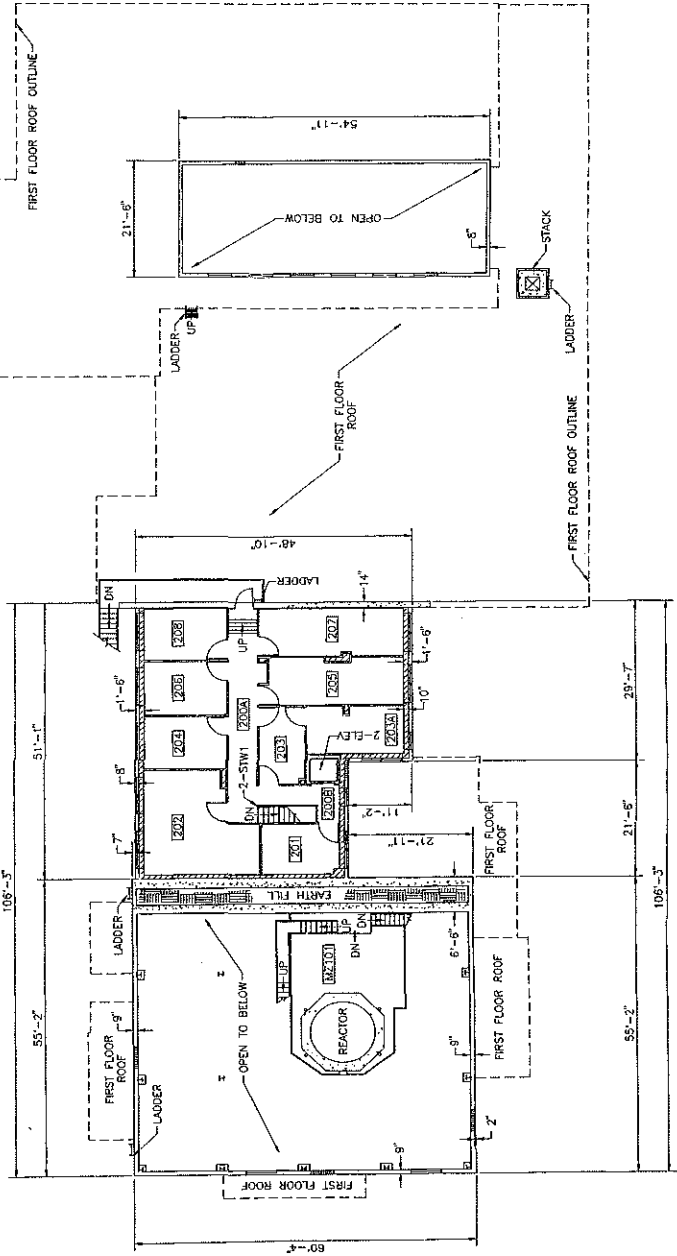 106'-3"
55'-2"
51'-1"
FIRST FLOOR ROOF OUTLINE
60'-4"
FIRST FLOOR
ROOF
LADDER
9"
LADDER
7"
8"
1'-6"
OPEN TO BELOW
EARTH FILL
202
204
206
208
DN
UP
LADDER
200A
2-STW1
DN
201
200B
203
2-ELEV
203A
205
207
14"
1'-6"
10"
48'-10"
11'-2"
21'-11"
UP
UP
DN
DN
MZ101
REACTOR
FIRST FLOOR ROOF
9"
9"
2"
6'-6"
FIRST FLOOR ROOF
FIRST FLOOR
ROOF
FIRST FLOOR
ROOF
LADDER
UP
21'-6"
54'-11"
OPEN TO BELOW
8"
STACK
LADDER
FIRST FLOOR ROOF OUTLINE
55'-2"
21'-6"
29'-7"
106'-3"